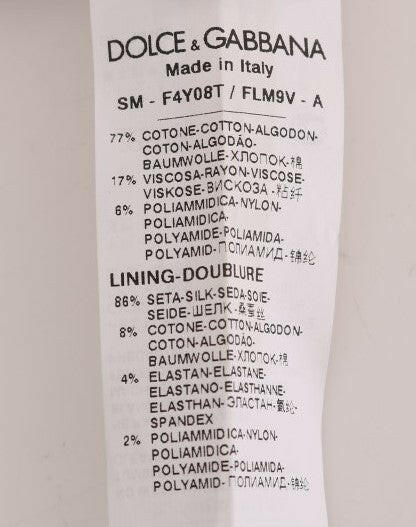 DOLCE & GABBANA
Made in Italy
SM - F4Y08T / FLM9V - A
77% COTONE-COTTON-ALGODON-
COTON-ALGODÃO-
BAUMWOLLE-ХЛОПОК-棉
17% VISCOSA-RAYON-VISCOSE-
VISKOSE-ВИСКОЗА-粘纤
6% POLIAMMIDICA-NYLON-
POLIAMIDICA-
POLYAMIDE-POLIAMIDA-
POLYAMID-ПОЛИАМИД-锦纶
LINING-DOUBLURE
86% SETA-SILK-SEDA-SOIE-
SEIDE-ШЕЛК-桑蚕丝
8% COTONE-COTTON-ALGODON-
COTON-ALGODÃO-
BAUMWOLLE-ХЛОПОК-棉
4% ELASTAN-ELASTANE-
ELASTANO-ELASTHANNE-
ELASTHAN-ЭЛАСТАН-氨纶-
SPANDEX
2% POLIAMMIDICA-NYLON-
POLIAMIDICA-
POLYAMIDE-POLIAMIDA-
POLYAMID-ПОЛИАМИД-锦纶